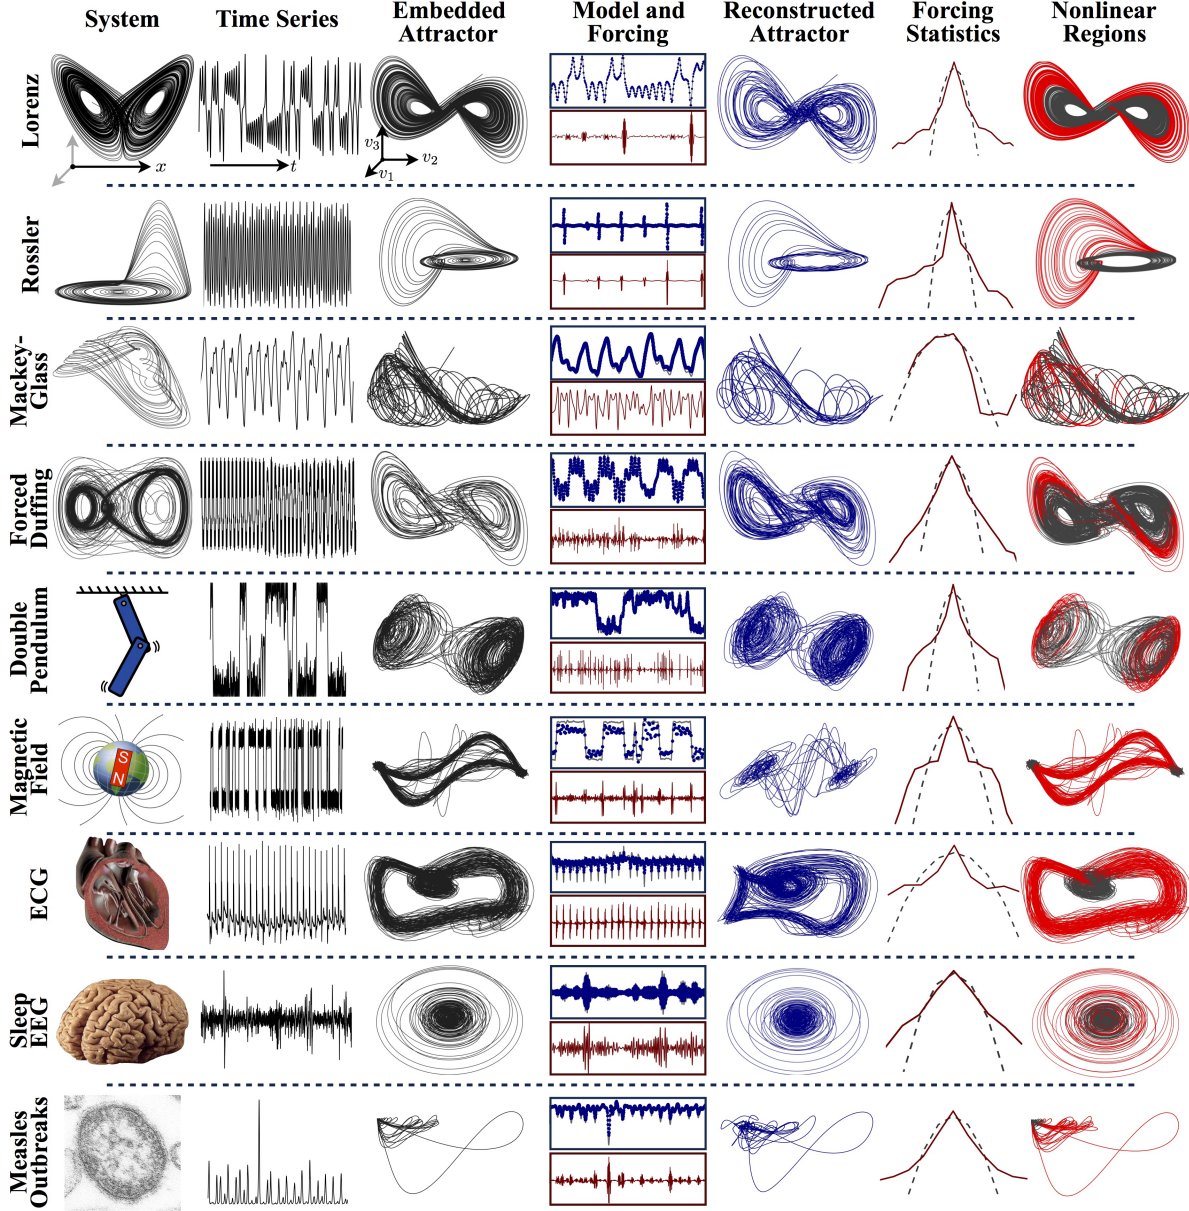 System
Time Series
Embedded
Attractor
Model and
Forcing
Reconstructed
Attractor
Forcing
Statistics
Nonlinear
Regions
Lorenz
x
t
v3
v2
v1
Rossler
Mackey-
Glass
Forced
Duffing
Double
Pendulum
Magnetic
Field
S
N
ECG
Sleep
EEG
Measles
Outbreaks